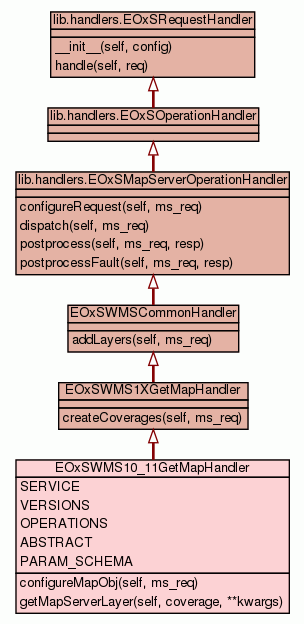 lib.handlers.EOxSRequestHandler
__init__(self, config)
handle(self, req)
lib.handlers.EOxSOperationHandler
lib.handlers.EOxSMapServerOperationHandler
configureRequest(self, ms_req)
dispatch(self, ms_req)
postprocess(self, ms_req, resp)
postprocessFault(self, ms_req, resp)
EOxSWMSCommonHandler
addLayers(self, ms_req)
EOxSWMS1XGetMapHandler
createCoverages(self, ms_req)
EOxSWMS10_11GetMapHandler
SERVICE
VERSIONS
OPERATIONS
ABSTRACT
PARAM_SCHEMA
configureMapObj(self, ms_req)
getMapServerLayer(self, coverage, **kwargs)